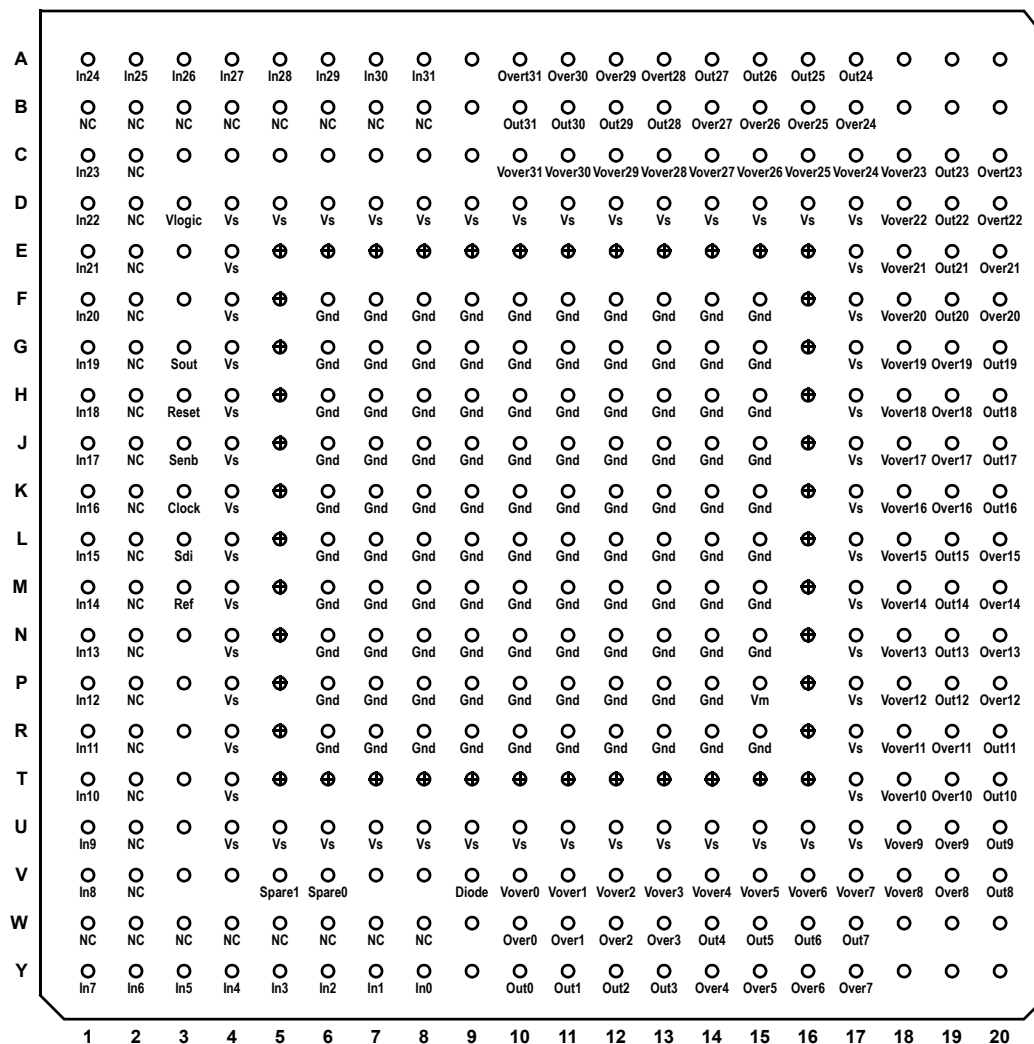 A
In24 In25 In26 In27 In28 In29 In30 In31 Overt31 Over30 Over29 Overt28 Out27 Out26 Out25 Out24
B
NC NC NC NC NC NC NC NC Out31 Out30 Out29 Out28 Over27 Over26 Over25 Over24
C
In23 NC Vover31 Vover30 Vover29 Vover28 Vover27 Vover26 Vover25 Vover24 Vover23 Out23 Overt23
D
In22 NC Vlogic Vs Vs Vs Vs Vs Vs Vs Vs Vs Vs Vs Vs Vs Vs Vover22 Out22 Overt22
E
In21 NC Vs Vs Vover21 Out21 Over21
F
In20 NC Vs Gnd Gnd Gnd Gnd Gnd Gnd Gnd Gnd Gnd Gnd Vs Vover20 Out20 Over20
G
In19 NC Sout Vs Gnd Gnd Gnd Gnd Gnd Gnd Gnd Gnd Gnd Gnd Vs Vover19 Over19 Out19
H
In18 NC Reset Vs Gnd Gnd Gnd Gnd Gnd Gnd Gnd Gnd Gnd Gnd Vs Vover18 Over18 Out18
J
In17 NC Senb Vs Gnd Gnd Gnd Gnd Gnd Gnd Gnd Gnd Gnd Gnd Vs Vover17 Over17 Out17
K
In16 NC Clock Vs Gnd Gnd Gnd Gnd Gnd Gnd Gnd Gnd Gnd Gnd Vs Vover16 Over16 Out16
L
In15 NC Sdi Vs Gnd Gnd Gnd Gnd Gnd Gnd Gnd Gnd Gnd Gnd Vs Vover15 Out15 Over15
M
In14 NC Ref Vs Gnd Gnd Gnd Gnd Gnd Gnd Gnd Gnd Gnd Gnd Vs Vover14 Out14 Over14
N
In13 NC Vs Gnd Gnd Gnd Gnd Gnd Gnd Gnd Gnd Gnd Gnd Vs Vover13 Out13 Over13
P
In12 NC Vs Gnd Gnd Gnd Gnd Gnd Gnd Gnd Gnd Gnd Vm Vs Vover12 Out12 Over12
R
In11 NC Vs Gnd Gnd Gnd Gnd Gnd Gnd Gnd Gnd Gnd Gnd Vs Vover11 Over11 Out11
T
In10 NC Vs Vs Vover10 Over10 Out10
U
In9 NC Vs Vs Vs Vs Vs Vs Vs Vs Vs Vs Vs Vs Vs Vs Vover9 Over9 Out9
V
In8 NC Spare1 Spare0 Diode Vover0 Vover1 Vover2 Vover3 Vover4 Vover5 Vover6 Vover7 Vover8 Over8 Out8
W
NC NC NC NC NC NC NC NC Over0 Over1 Over2 Over3 Out4 Out5 Out6 Out7
Y
In7 In6 In5 In4 In3 In2 In1 In0 Out0 Out1 Out2 Out3 Over4 Over5 Over6 Over7
1 2 3 4 5 6 7 8 9 10 11 12 13 14 15 16 17 18 19 20